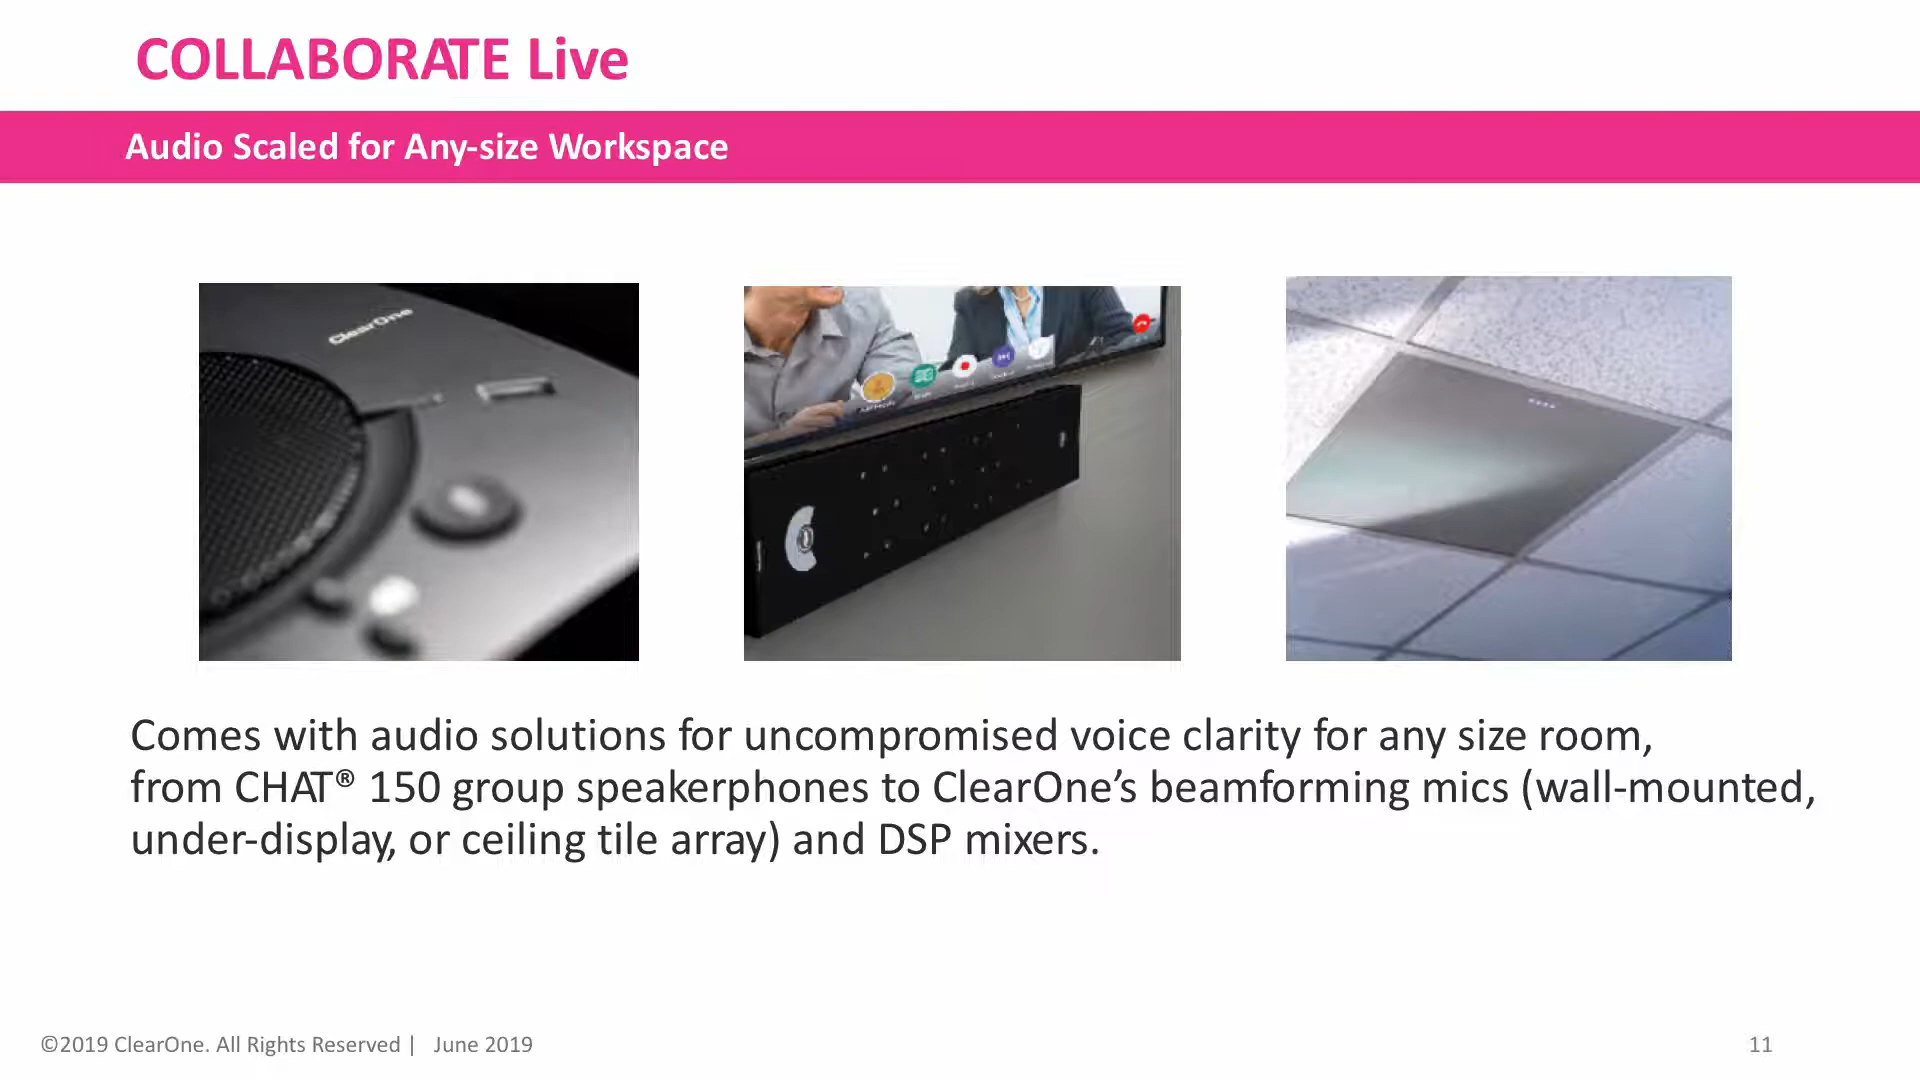 COLLABORATE Live
Audio Scaled for Any-size Workspace
ClearOne
Comes with audio solutions for uncompromised voice clarity for any size room,
from CHAT® 150 group speakerphones to ClearOne’s beamforming mics (wall-mounted,
under-display, or ceiling tile array) and DSP mixers.
©2019 ClearOne. All Rights Reserved | June 2019
11